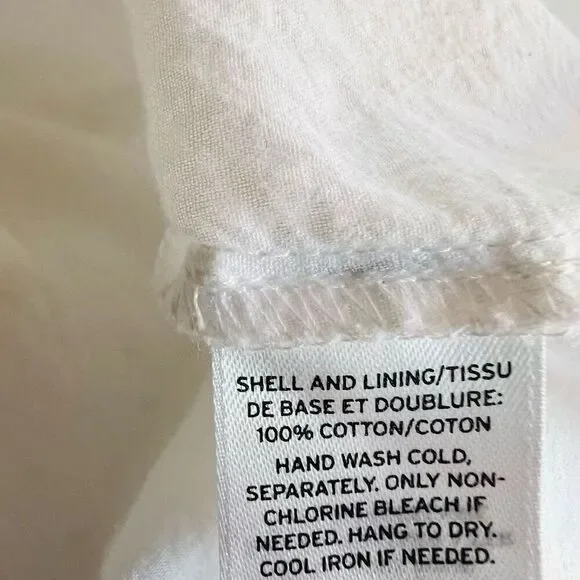 SHELL AND LINING/TISSU
DE BASE ET DOUBLURE:
100% COTTON/COTON
HAND WASH COLD,
SEPARATELY. ONLY NON-
CHLORINE BLEACH IF
NEEDED. HANG TO DRY.
COOL IRON IF NEEDED.